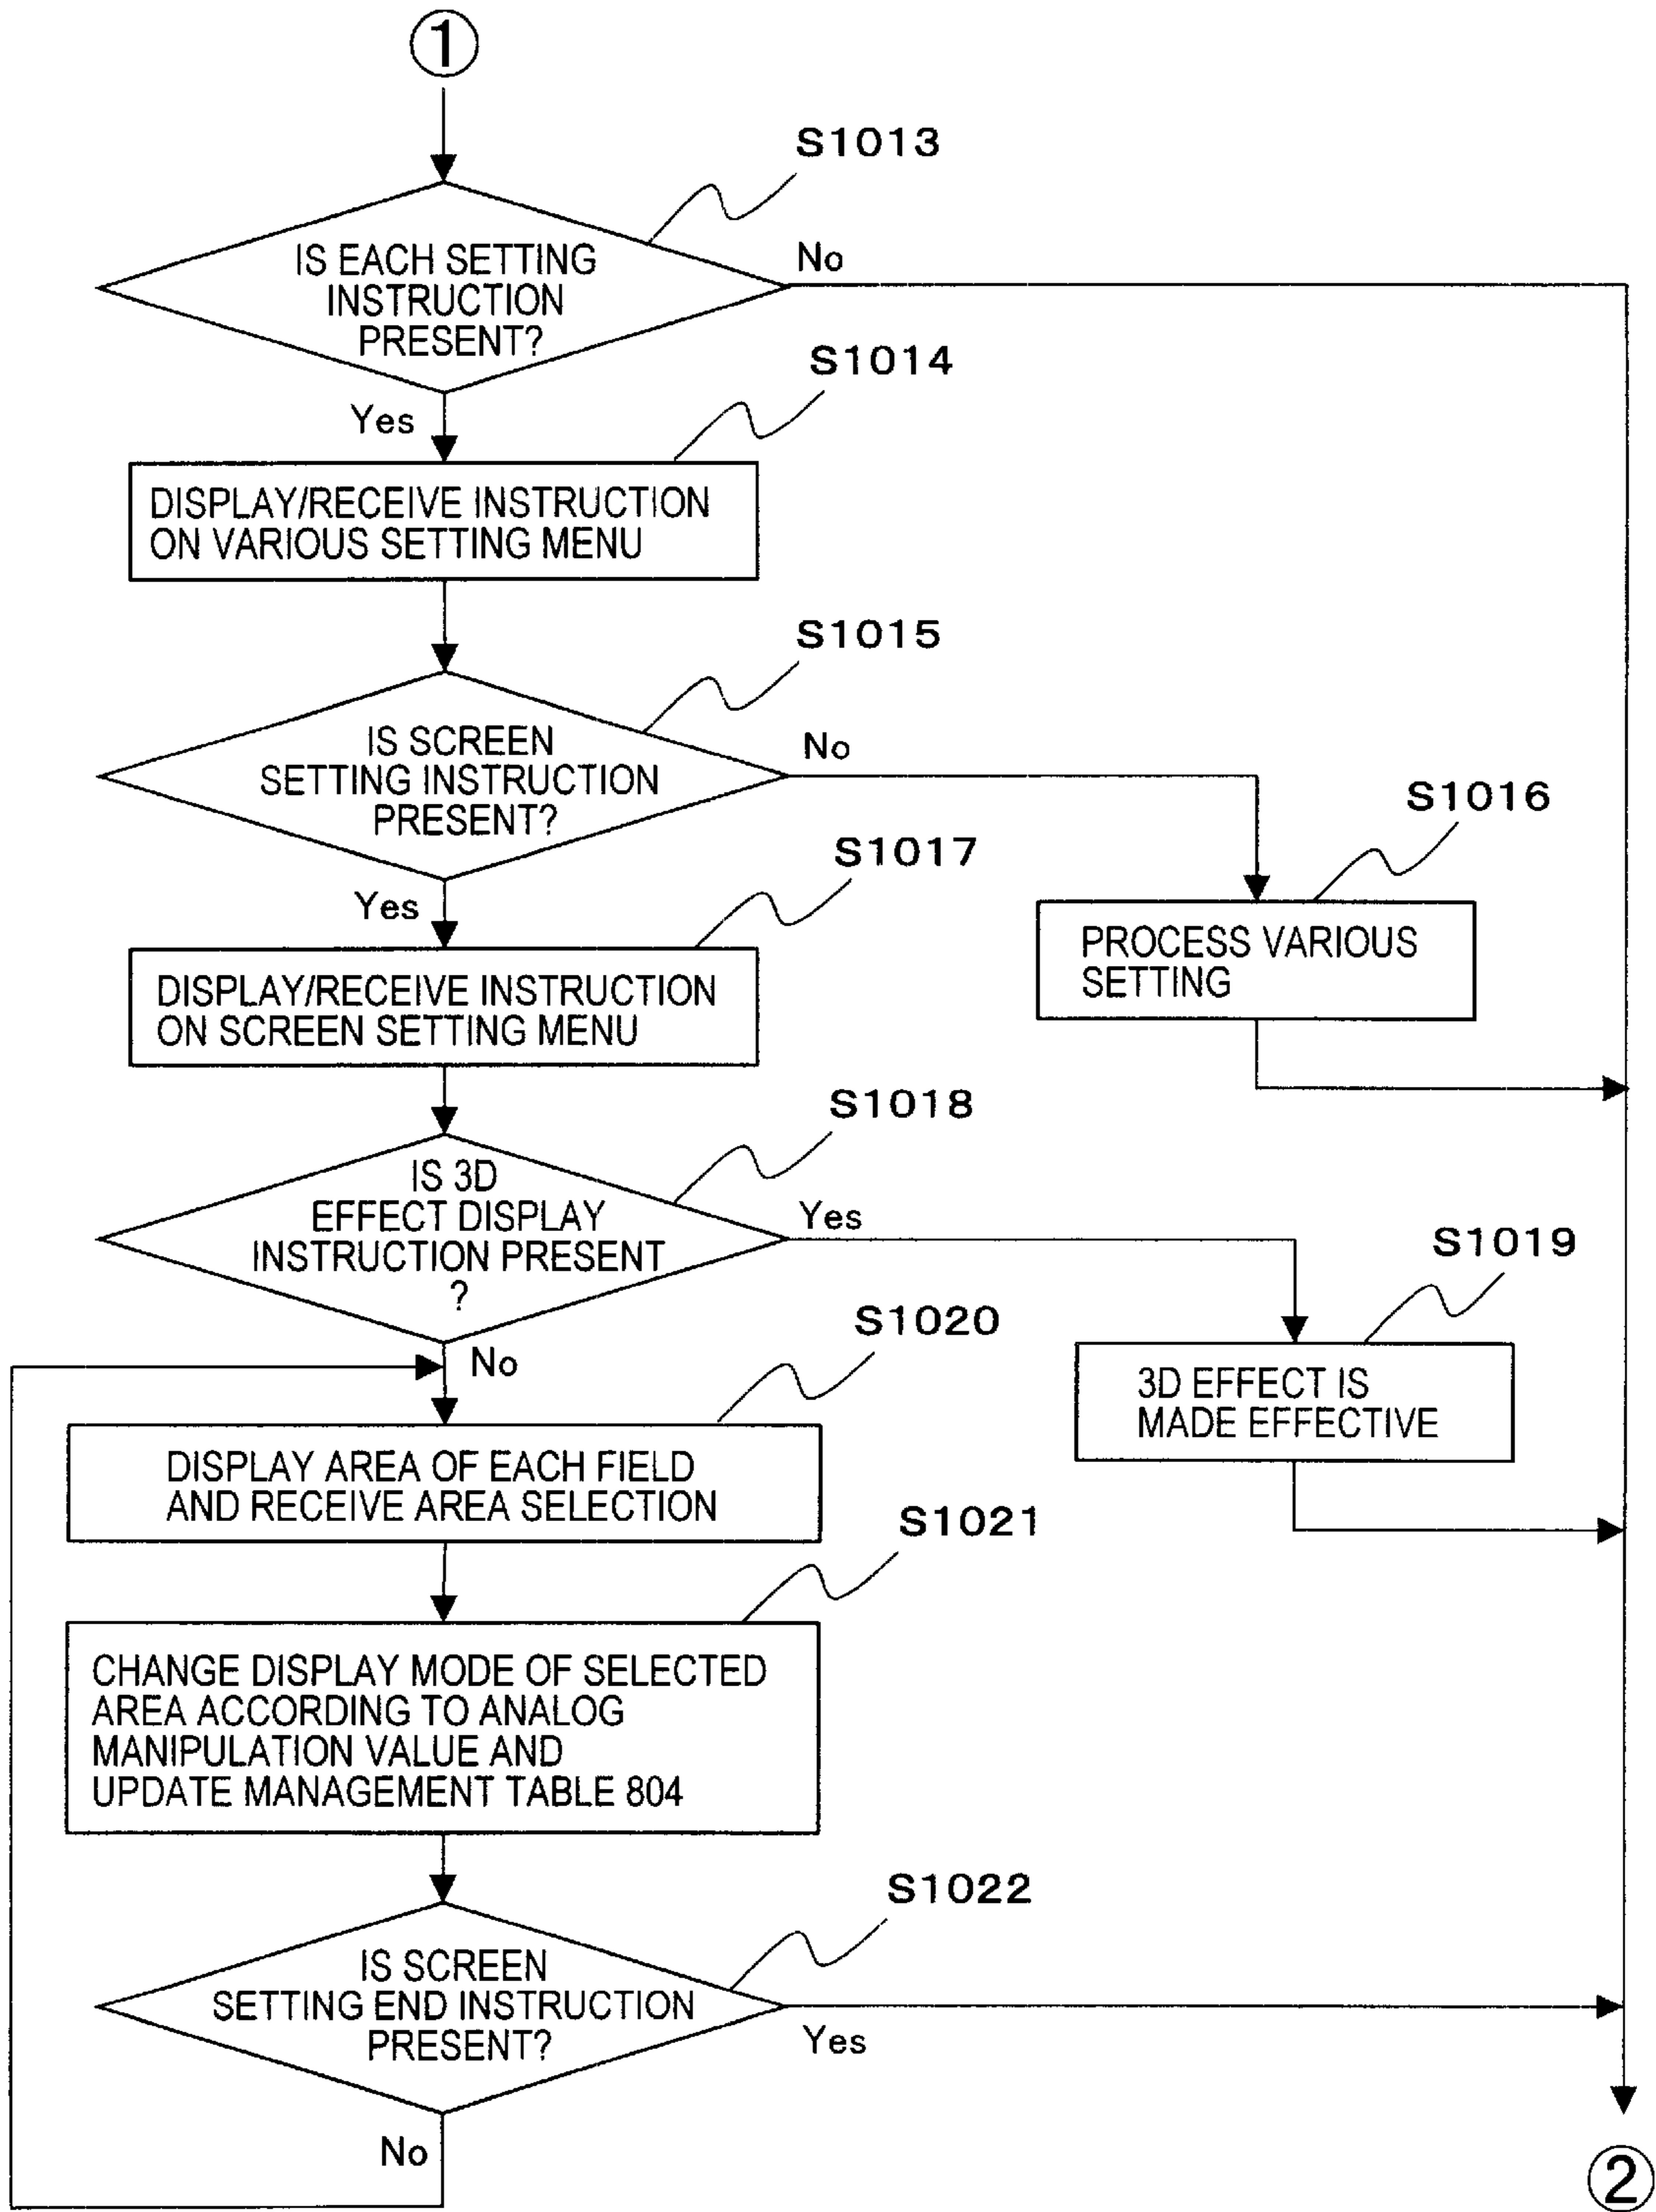 ①
S1013
IS EACH SETTING
INSTRUCTION
PRESENT?
No
Yes
S1014
DISPLAY/RECEIVE INSTRUCTION
ON VARIOUS SETTING MENU
S1015
IS SCREEN
SETTING INSTRUCTION
PRESENT?
No
Yes
S1016
PROCESS VARIOUS
SETTING
S1017
DISPLAY/RECEIVE INSTRUCTION
ON SCREEN SETTING MENU
S1018
IS 3D
EFFECT DISPLAY
INSTRUCTION PRESENT
?
Yes
No
S1019
3D EFFECT IS
MADE EFFECTIVE
S1020
DISPLAY AREA OF EACH FIELD
AND RECEIVE AREA SELECTION
S1021
CHANGE DISPLAY MODE OF SELECTED
AREA ACCORDING TO ANALOG
MANIPULATION VALUE AND
UPDATE MANAGEMENT TABLE 804
S1022
IS SCREEN
SETTING END INSTRUCTION
PRESENT?
Yes
No
②